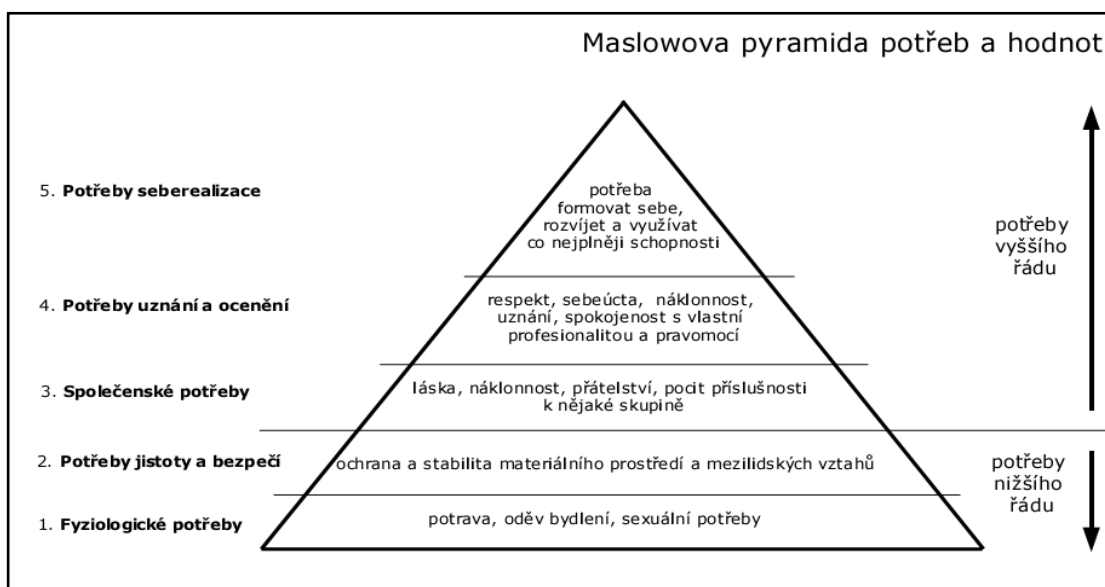 Maslowova pyramida potřeb a hodnot
5. Potřeby seberealizace
potřeba
formovat sebe,
rozvíjet a využívat
co nejplněji schopnosti
potřeby
vyššího
řádu
4. Potřeby uznání a ocenění
respekt, sebeúcta, náklonnost,
uznání, spokojenost s vlastní
profesionalitou a pravomocí
3. Společenské potřeby
láska, náklonnost, přátelství, pocit příslušnosti
k nějaké skupině
2. Potřeby jistoty a bezpečí
ochrana a stabilita materiálního prostředí a mezilidských vztahů
potřeby
nižšího
řádu
1. Fyziologické potřeby
potrava, oděv bydlení, sexuální potřeby